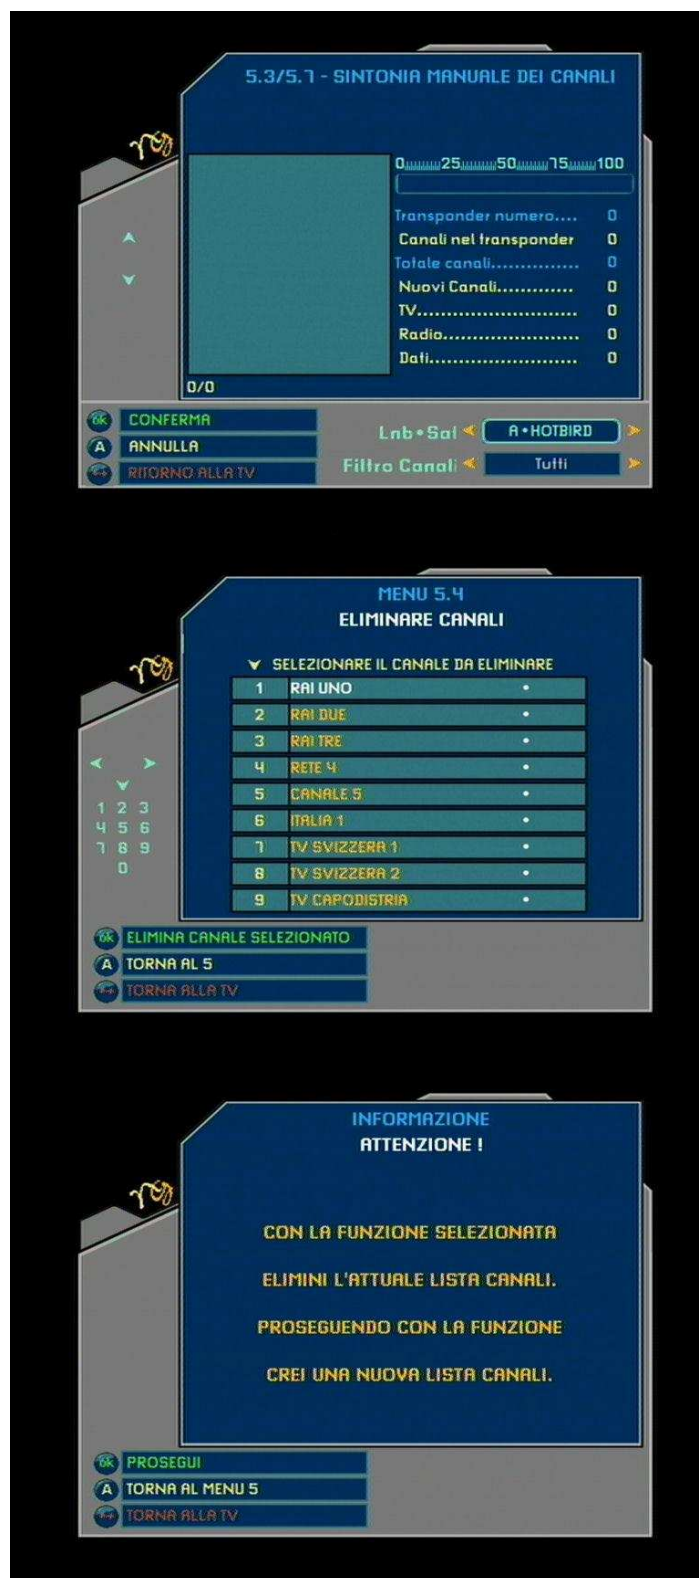 5.3/5.7 - SINTONIA MANUALE DEI CANALI
0 25 50 75 100
Transponder numero.... 0
Canali nel transponder 0
Totale canali............... 0
Nuovi Canali............. 0
TV........................... 0
Radio....................... 0
Dati......................... 0
0/0
ok CONFERMA
A ANNULLA
RITORNO ALLA TV
Lnb•Sat A•HOTBIRD
Filtro Canali Tutti
MENU 5.4
ELIMINARE CANALI
SELEZIONARE IL CANALE DA ELIMINARE
1 RAI UNO •
2 RAI DUE •
3 RAI TRE •
4 RETE 4 •
5 CANALE 5 •
6 ITALIA 1 •
7 TV SVIZZERA 1 •
8 TV SVIZZERA 2 •
9 TV CAPODISTRIA •
1 2 3
4 5 6
7 8 9
0
ok ELIMINA CANALE SELEZIONATO
A TORNA AL 5
TORNA ALLA TV
INFORMAZIONE
ATTENZIONE !
CON LA FUNZIONE SELEZIONATA
ELIMINI L'ATTUALE LISTA CANALI.
PROSEGUENDO CON LA FUNZIONE
CREI UNA NUOVA LISTA CANALI.
ok PROSEGUI
A TORNA AL MENU 5
TORNA ALLA TV